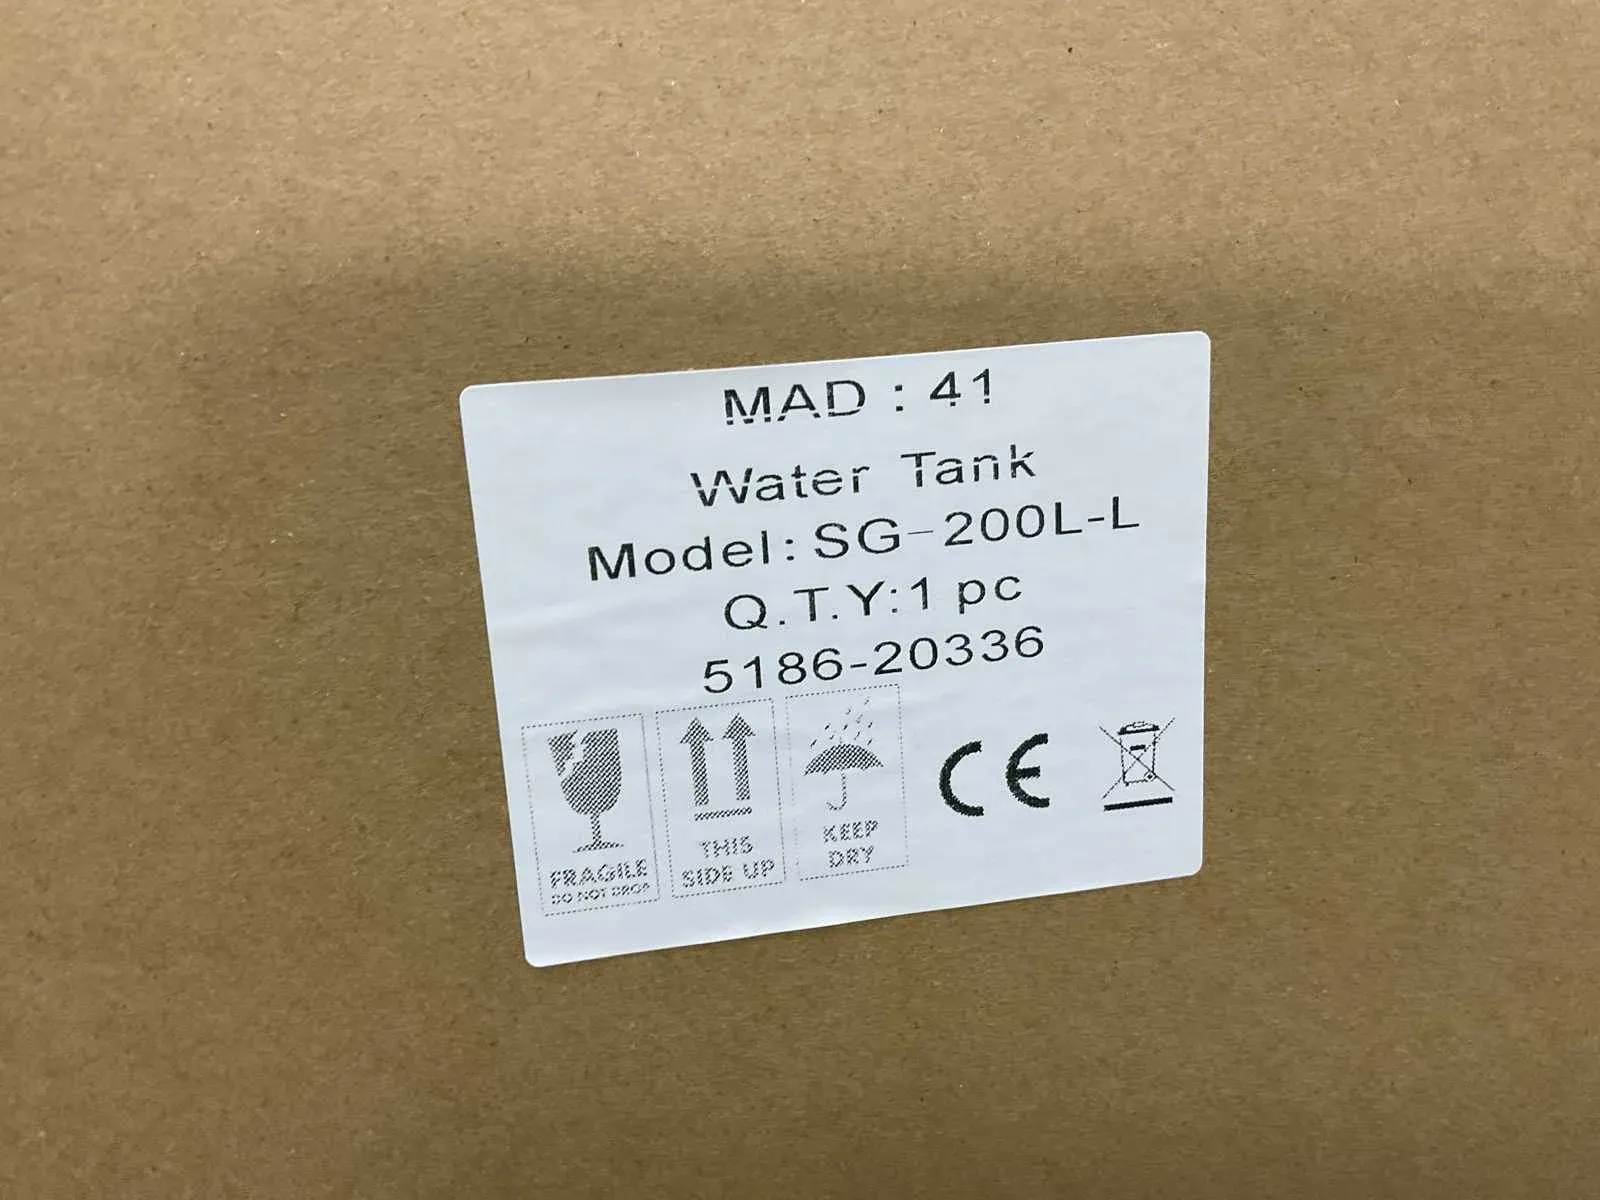 MAD : 41
Water Tank
Model: SG-200L-L
Q.T.Y:1 pc
5186-20336
FRAGILE
DO NOT DROP
THIS
SIDE UP
KEEP
DRY
CE